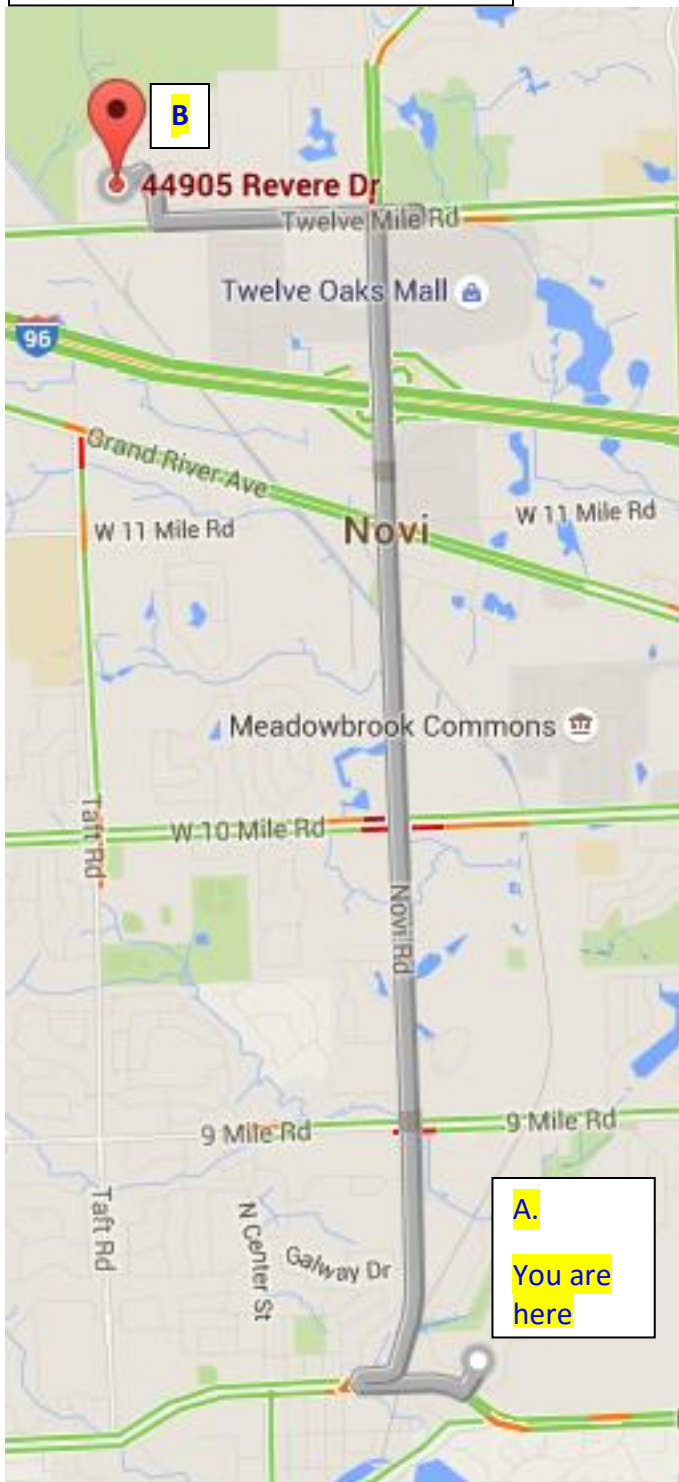 B
44905 Revere Dr
Twelve Mile Rd
Twelve Oaks Mall
96
Grand River Ave
W 11 Mile Rd
W 11 Mile Rd
Novi
Meadowbrook Commons
W 10 Mile Rd
Taft Rd
Novi Rd
9 Mile Rd
9 Mile Rd
A.
You are
here
Taft Rd
N Center St
Galway Dr